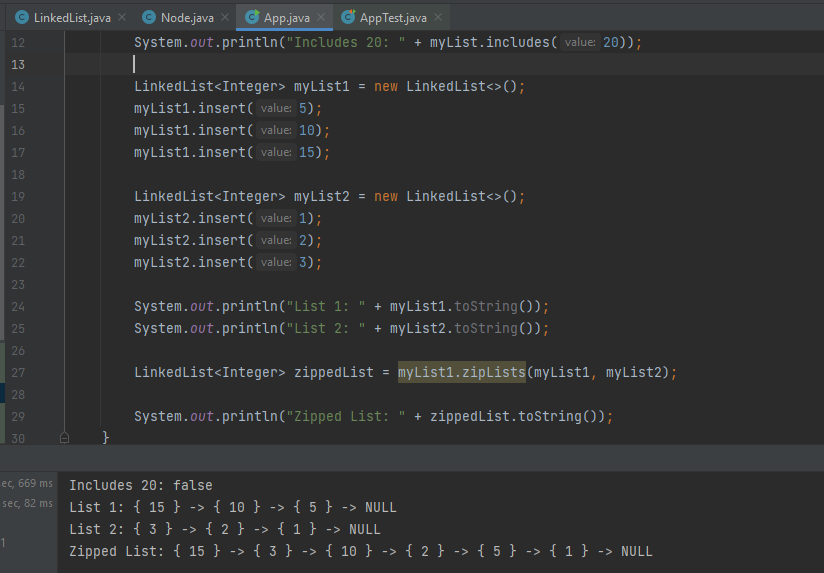 LinkedList.java × Node.java × App.java × AppTest.java ×
12 System.out.println("Includes 20: " + myList.includes( value: 20));
13
14 LinkedList<Integer> myList1 = new LinkedList<>();
15 myList1.insert( value: 5);
16 myList1.insert( value: 10);
17 myList1.insert( value: 15);
18
19 LinkedList<Integer> myList2 = new LinkedList<>();
20 myList2.insert( value: 1);
21 myList2.insert( value: 2);
22 myList2.insert( value: 3);
23
24 System.out.println("List 1: " + myList1.toString());
25 System.out.println("List 2: " + myList2.toString());
26
27 LinkedList<Integer> zippedList = myList1.zipLists(myList1, myList2);
28
29 System.out.println("Zipped List: " + zippedList.toString());
30 }
ec, 669 ms Includes 20: false
sec, 82 ms List 1: { 15 } -> { 10 } -> { 5 } -> NULL
List 2: { 3 } -> { 2 } -> { 1 } -> NULL
1 Zipped List: { 15 } -> { 3 } -> { 10 } -> { 2 } -> { 5 } -> { 1 } -> NULL